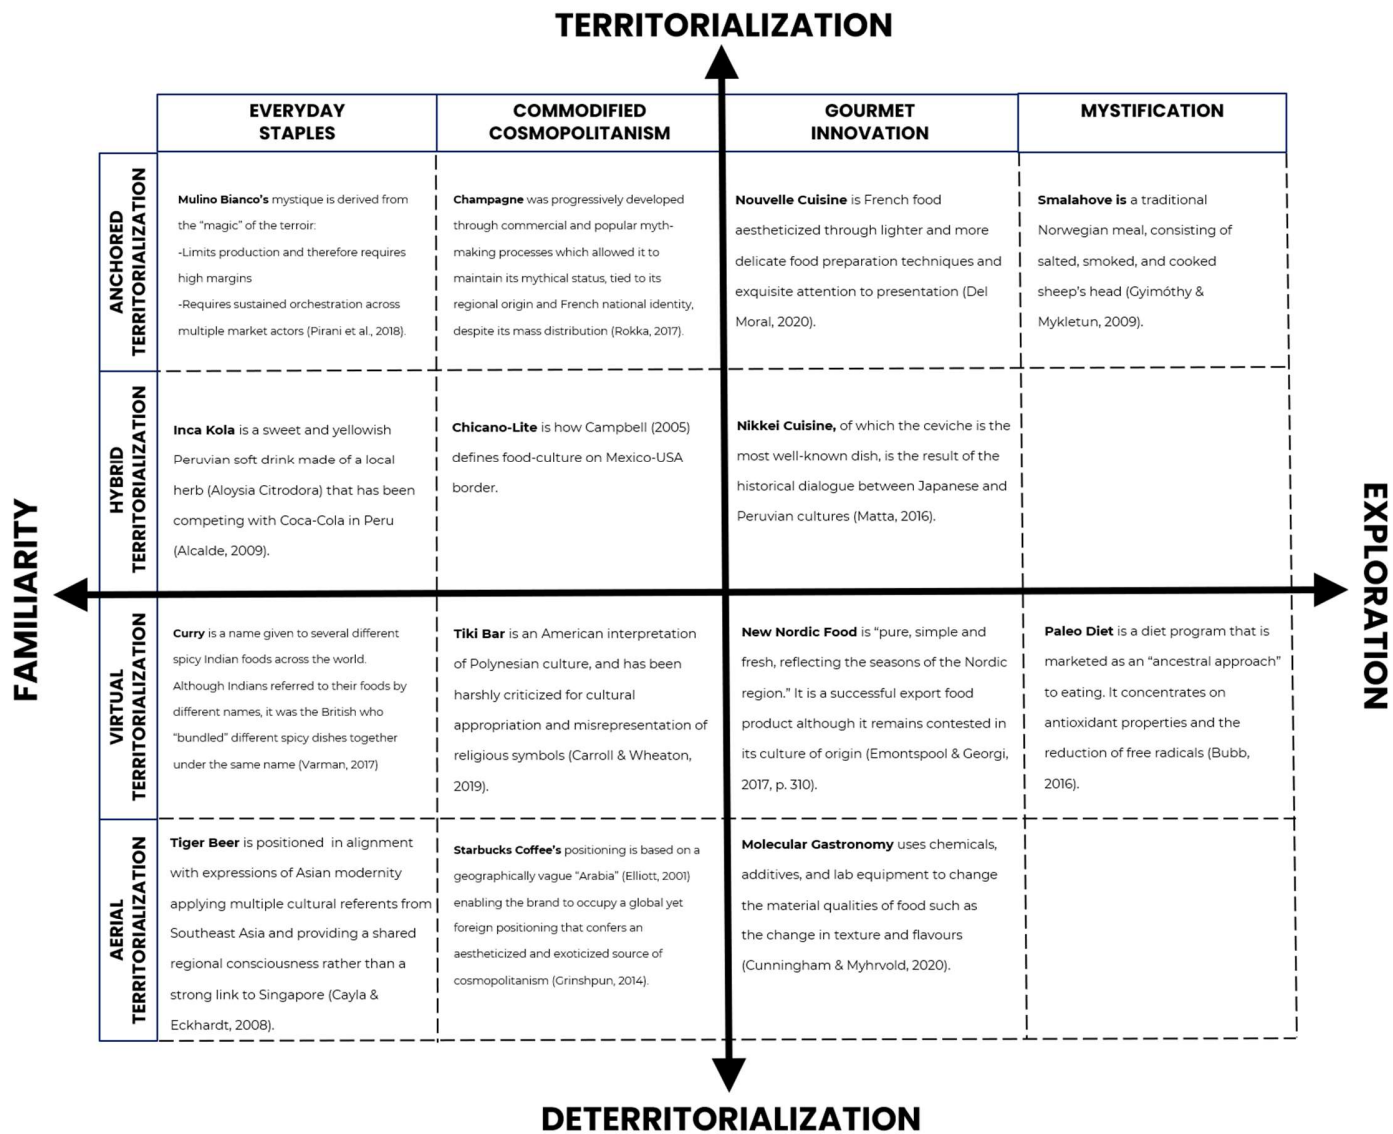 TERRITORIALIZATION
EVERYDAY
STAPLES
COMMODIFIED
COSMOPOLITANISM
GOURMET
INNOVATION
MYSTIFICATION
ANCHORED
TERRITORIALIZATION
Mulino Bianco's mystique is derived from
the "magic" of the terroir:
-Limits production and therefore requires
high margins
-Requires sustained orchestration across
multiple market actors (Pirani et al., 2018).
Champagne was progressively developed
through commercial and popular myth-
making processes which allowed it to
maintain its mythical status, tied to its
regional origin and French national identity,
despite its mass distribution (Rokka, 2017).
Nouvelle Cuisine is French food
aestheticized through lighter and more
delicate food preparation techniques and
exquisite attention to presentation (Del
Moral, 2020).
Smalahove is a traditional
Norwegian meal, consisting of
salted, smoked, and cooked
sheep's head (Gyimóthy &
Mykletun, 2009).
HYBRID
TERRITORIALIZATION
Inca Kola is a sweet and yellowish
Peruvian soft drink made of a local
herb (Aloysia Citrodora) that has been
competing with Coca-Cola in Peru
(Alcalde, 2009).
Chicano-Lite is how Campbell (2005)
defines food-culture on Mexico-USA
border.
Nikkei Cuisine, of which the ceviche is the
most well-known dish, is the result of the
historical dialogue between Japanese and
Peruvian cultures (Matta, 2016).
FAMILIARITY
EXPLORATION
VIRTUAL
TERRITORIALIZATION
Curry is a name given to several different
spicy Indian foods across the world.
Although Indians referred to their foods by
different names, it was the British who
"bundled" different spicy dishes together
under the same name (Varman, 2017)
Tiki Bar is an American interpretation
of Polynesian culture, and has been
harshly criticized for cultural
appropriation and misrepresentation of
religious symbols (Carroll & Wheaton,
2019).
New Nordic Food is "pure, simple and
fresh, reflecting the seasons of the Nordic
region." It is a successful export food
product although it remains contested in
its culture of origin (Emontspool & Georgi,
2017, p. 310).
Paleo Diet is a diet program that is
marketed as an "ancestral approach"
to eating. It concentrates on
antioxidant properties and the
reduction of free radicals (Bubb,
2016).
AERIAL
TERRITORIALIZATION
Tiger Beer is positioned in alignment
with expressions of Asian modernity
applying multiple cultural referents from
Southeast Asia and providing a shared
regional consciousness rather than a
strong link to Singapore (Cayla &
Eckhardt, 2008).
Starbucks Coffee's positioning is based on a
geographically vague "Arabia" (Elliott, 2001)
enabling the brand to occupy a global yet
foreign positioning that confers an
aestheticized and exoticized source of
cosmopolitanism (Grinshpun, 2014).
Molecular Gastronomy uses chemicals,
additives, and lab equipment to change
the material qualities of food such as
the change in texture and flavours
(Cunningham & Myhrvold, 2020).
DETERRITORIALIZATION